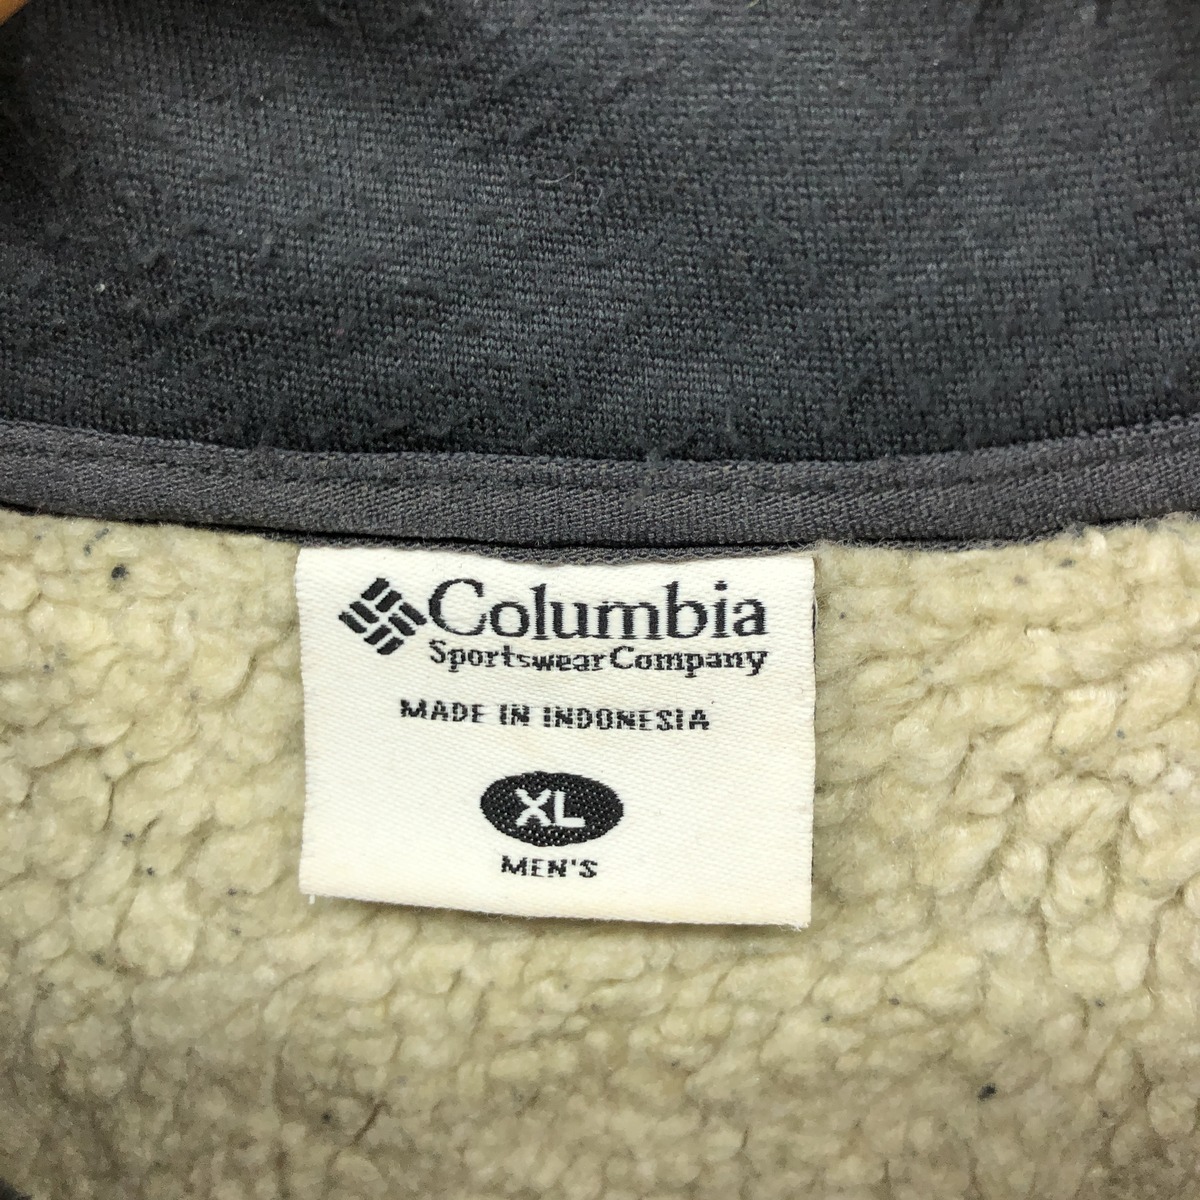 Columbia
Sportswear Company
MADE IN INDONESIA
XL
MEN'S